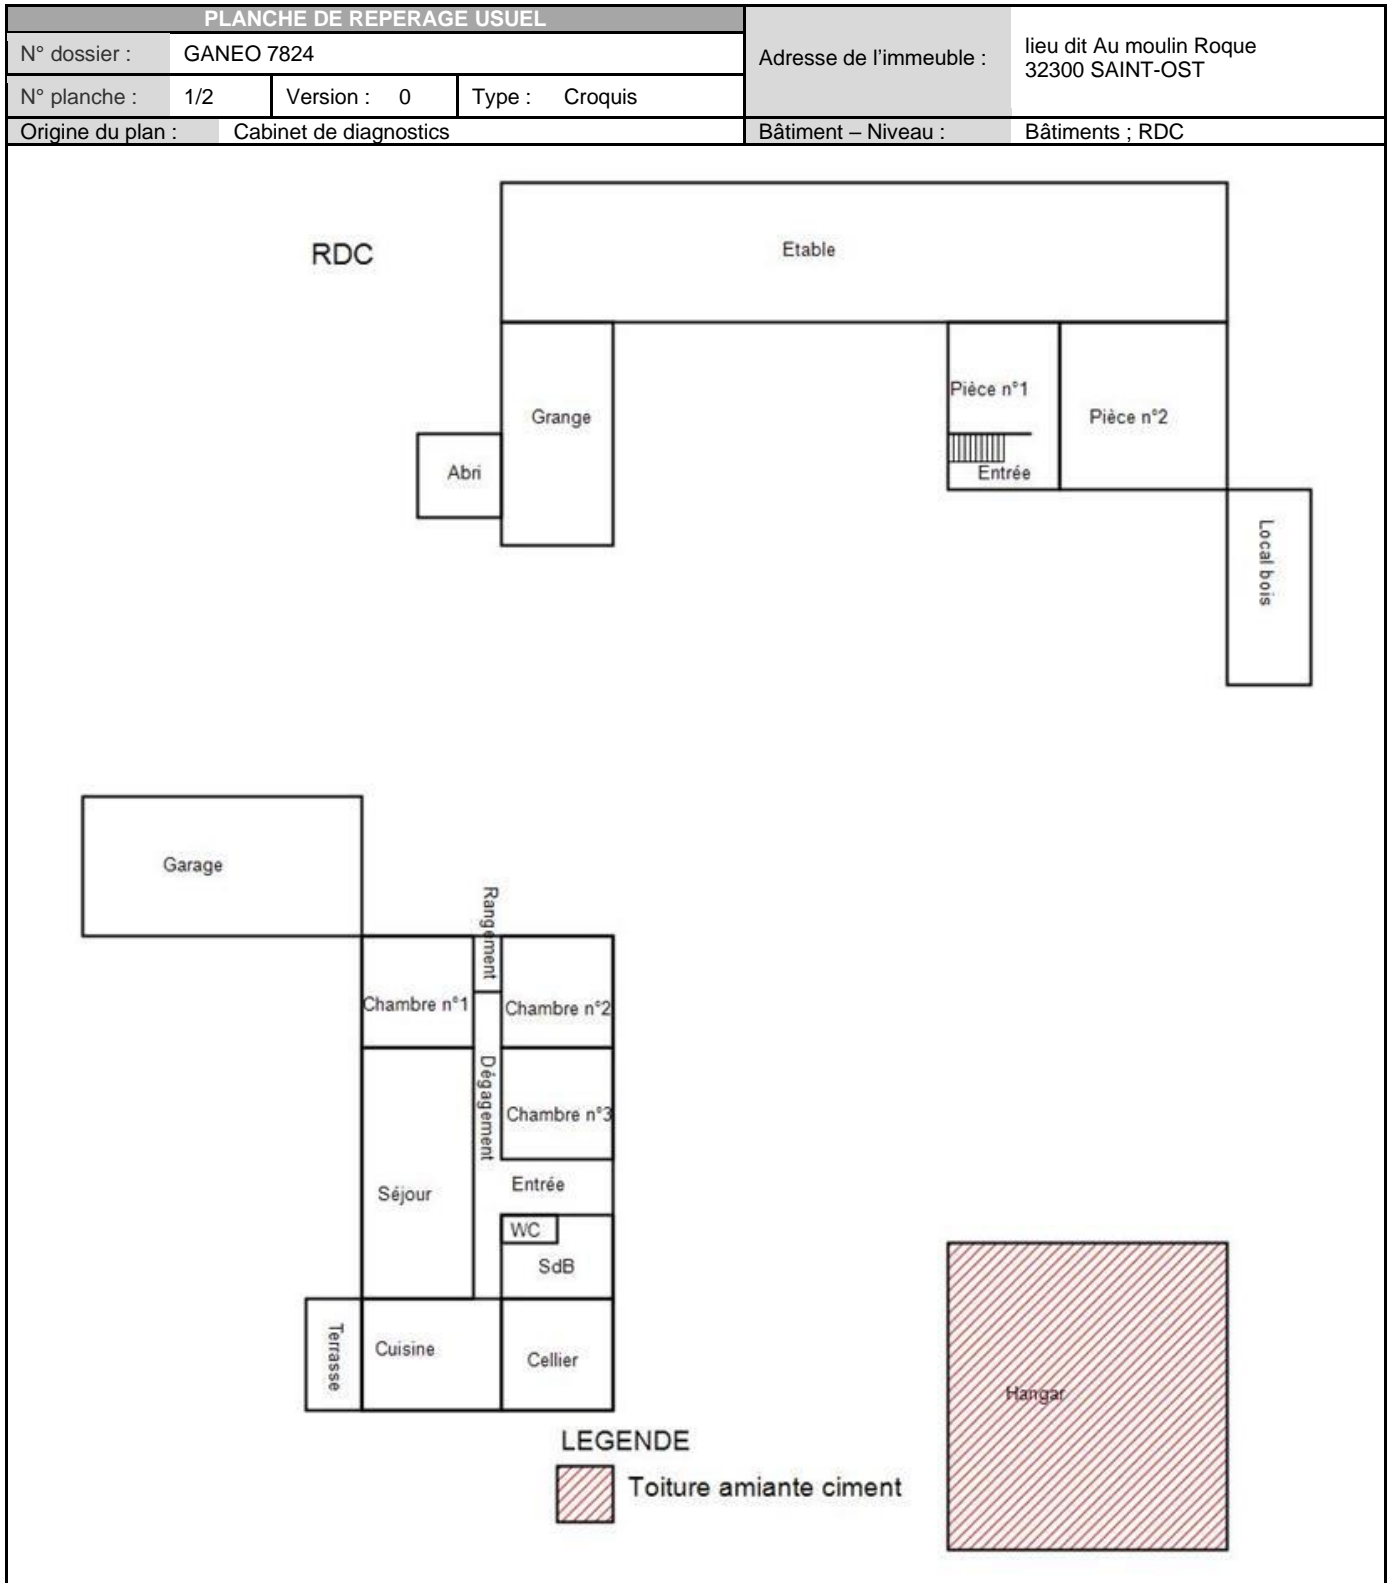 PLANCHE DE REPERAGE USUEL
N° dossier : GANEO 7824
Adresse de l'immeuble : lieu dit Au moulin Roque
32300 SAINT-OST
N° planche : 1/2 Version : 0 Type : Croquis
Origine du plan : Cabinet de diagnostics Bâtiment – Niveau : Bâtiments ; RDC
RDC
Etable
Pièce n°1
Grange
Pièce n°2
Abri
Entrée
Local bois
Garage
Rangement
Chambre n°1
Chambre n°2
Dégagement
Chambre n°3
Séjour
Entrée
WC
SdB
Terrasse
Cuisine
Cellier
Hangar
LEGENDE
Toiture amiante ciment